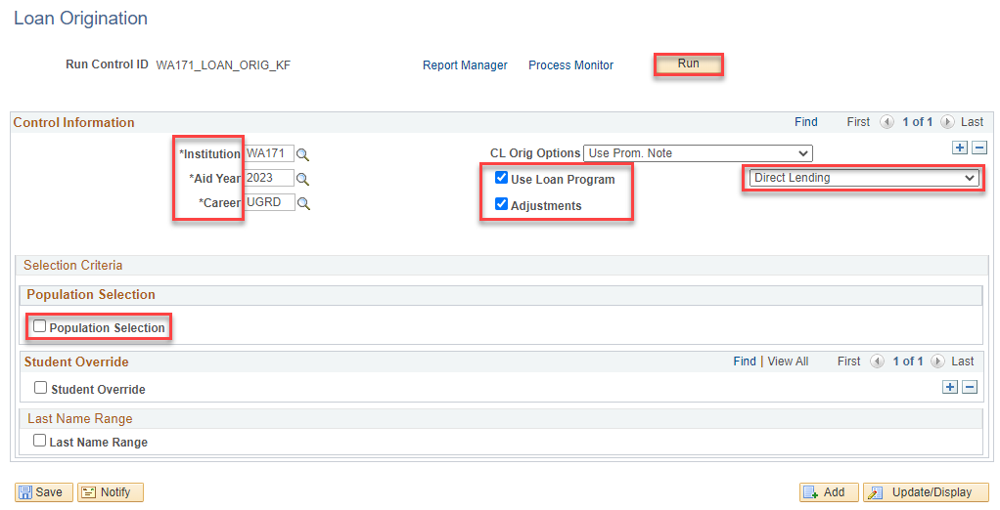 Loan Origination
Run Control ID WA171_LOAN_ORIG_KF Report Manager Process Monitor Run
Control Information Find First 1 of 1 Last
*Institution WA171 CL Orig Options Use Prom. Note
*Aid Year 2023 Use Loan Program Direct Lending
*Career UGRD Adjustments
Selection Criteria
Population Selection
Population Selection
Student Override Find | View All First 1 of 1 Last
Student Override
Last Name Range
Last Name Range
Save Notify Add Update/Display